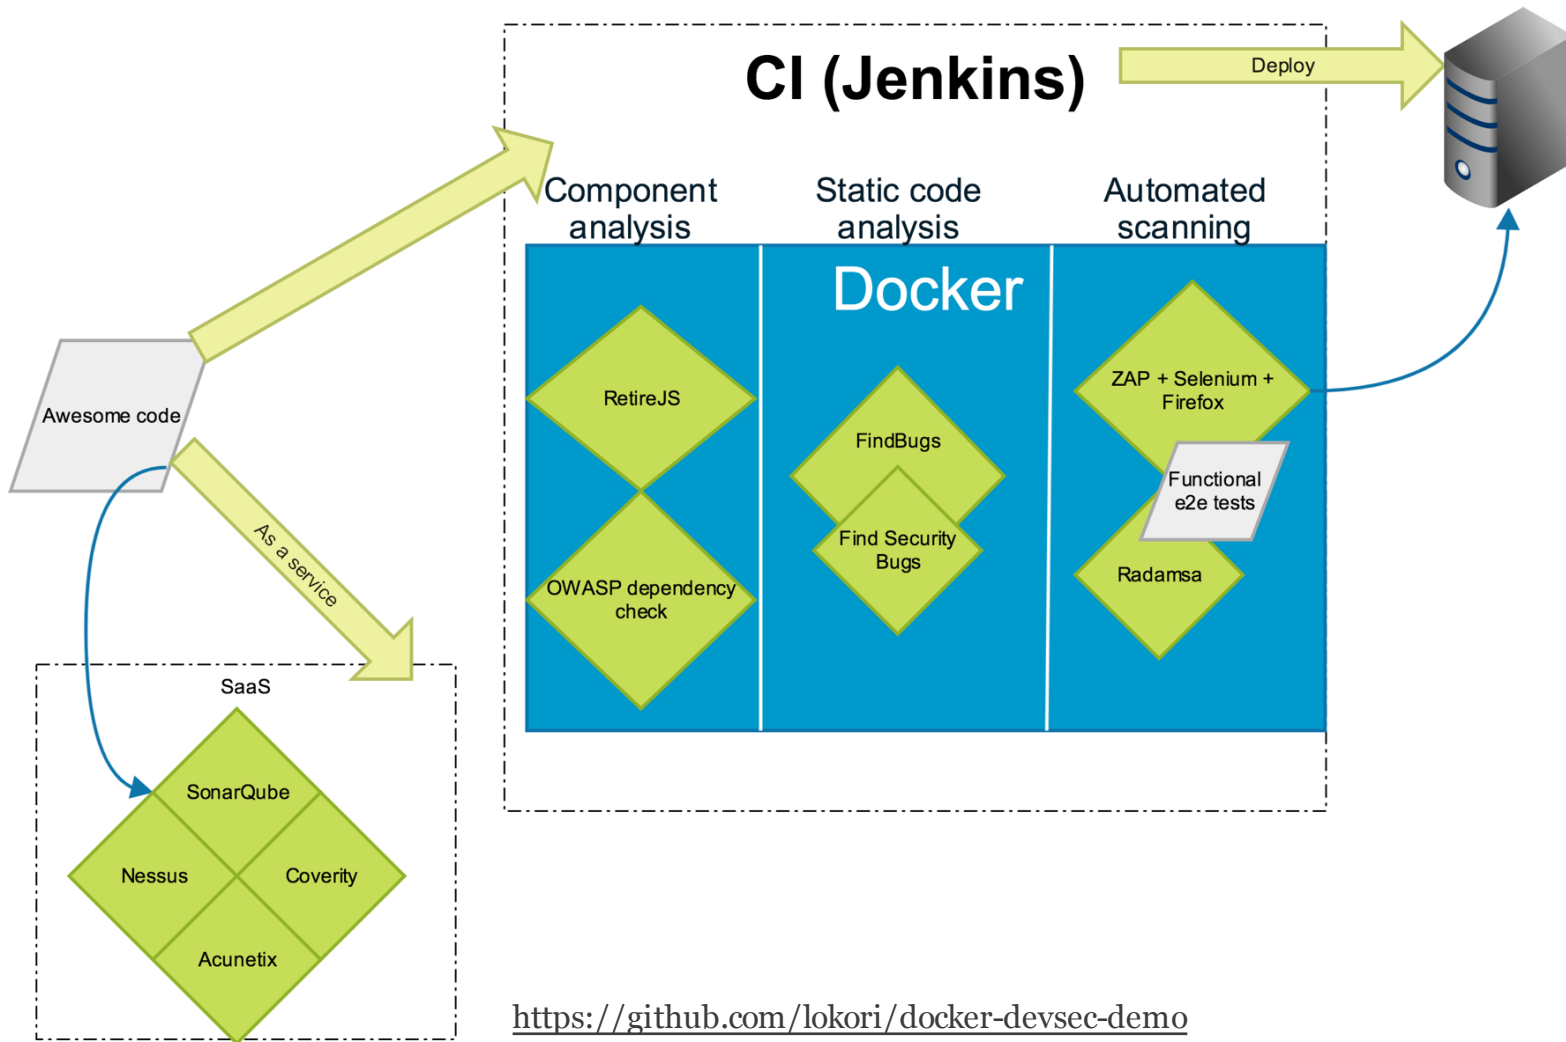 CI (Jenkins)
Deploy
Component
analysis
Static code
analysis
Automated
scanning
Docker
RetireJS
OWASP dependency
check
FindBugs
Find Security
Bugs
ZAP + Selenium +
Firefox
Functional
e2e tests
Radamsa
Awesome code
As a service
SaaS
SonarQube
Nessus
Coverity
Acunetix
https://github.com/lokori/docker-devsec-demo